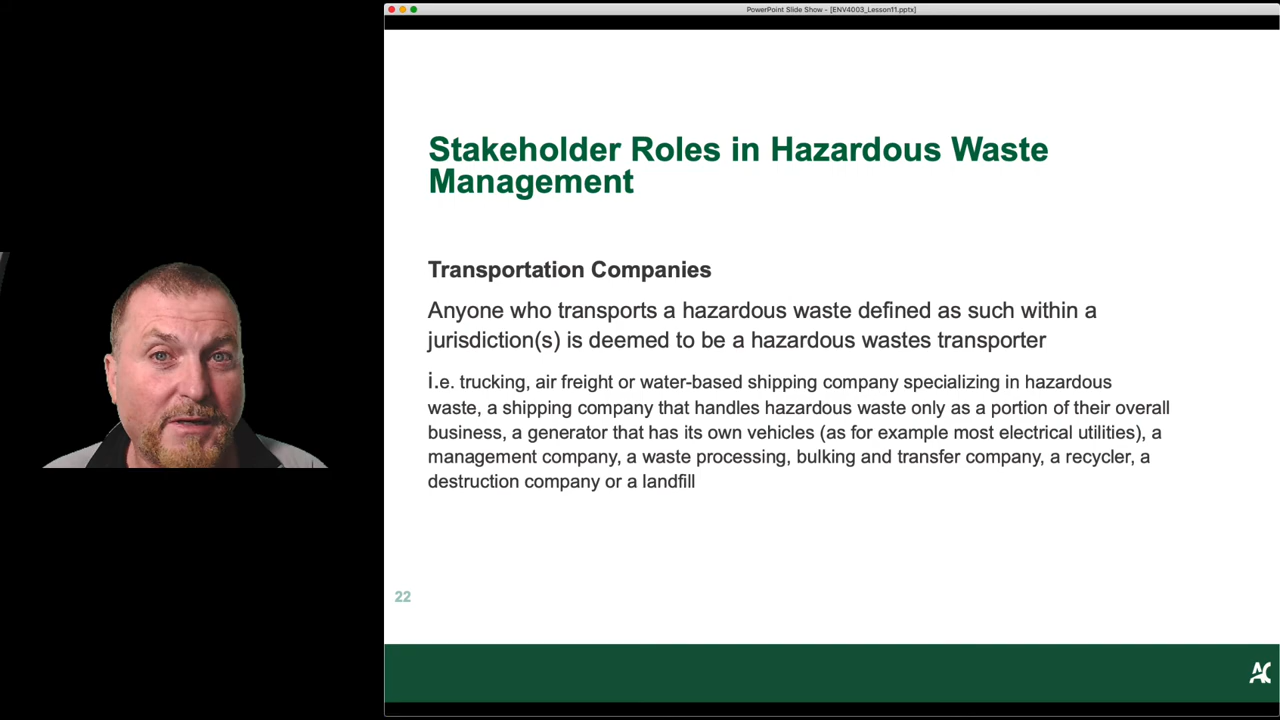 PowerPoint Slide Show - [ENV4003_Lesson11.pptx]
Stakeholder Roles in Hazardous Waste
Management
Transportation Companies
Anyone who transports a hazardous waste defined as such within a
jurisdiction(s) is deemed to be a hazardous wastes transporter
i.e. trucking, air freight or water-based shipping company specializing in hazardous
waste, a shipping company that handles hazardous waste only as a portion of their overall
business, a generator that has its own vehicles (as for example most electrical utilities), a
management company, a waste processing, bulking and transfer company, a recycler, a
destruction company or a landfill
22
AC